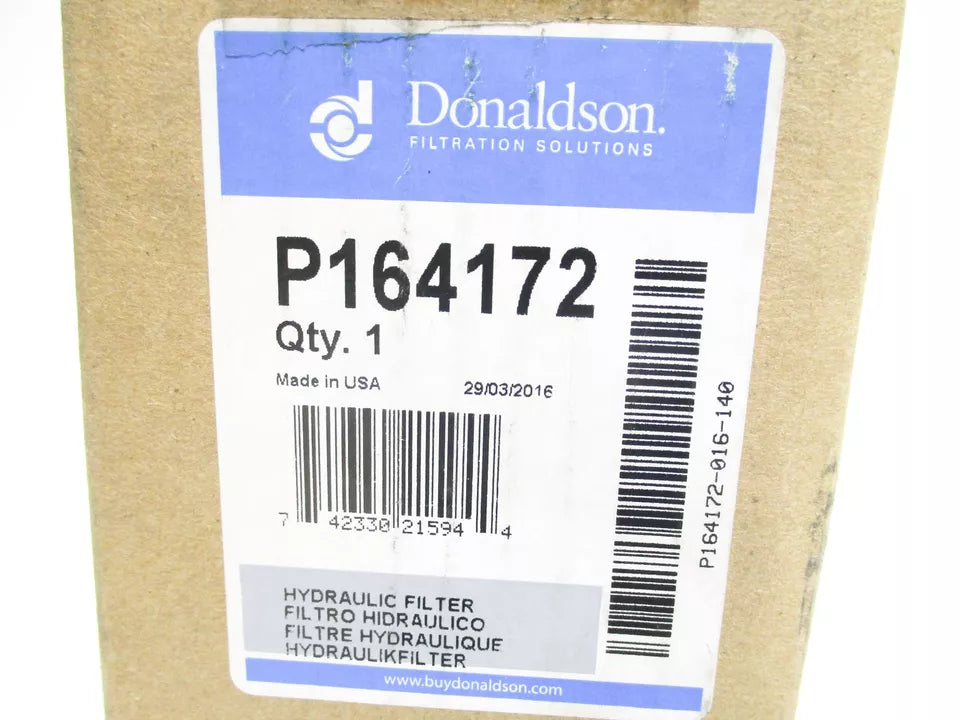 Donaldson.
FILTRATION SOLUTIONS
P164172
Qty. 1
Made in USA 29/03/2016
7 42330 21594 4
P164172-016-140
HYDRAULIC FILTER
FILTRO HIDRAULICO
FILTRE HYDRAULIQUE
HYDRAULIKFILTER
www.buydonaldson.com